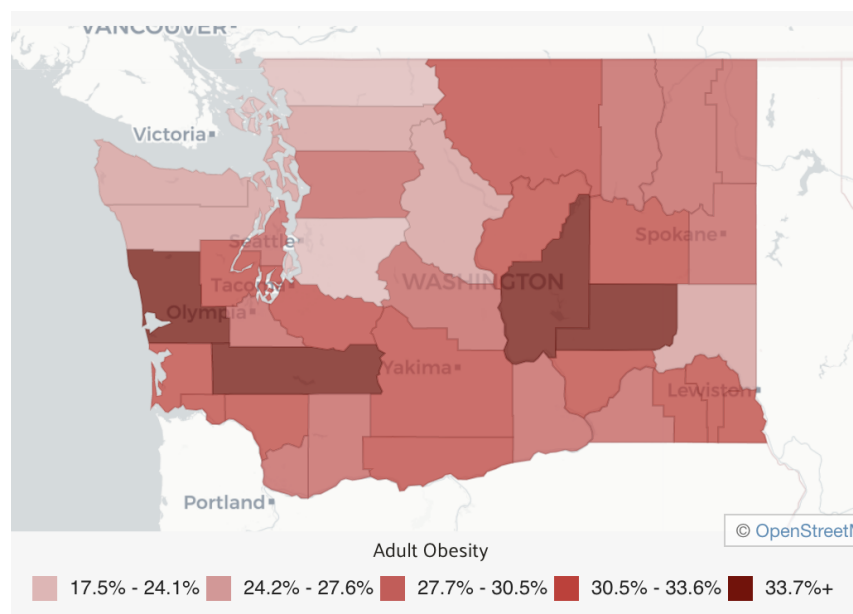 VANCOUVER
Victoria
Seattle
Spokane
Tacoma
WASHINGTON
Olympia
Yakima
Lewiston
Portland
© OpenStreetM
Adult Obesity
17.5% - 24.1% 24.2% - 27.6% 27.7% - 30.5% 30.5% - 33.6% 33.7%+